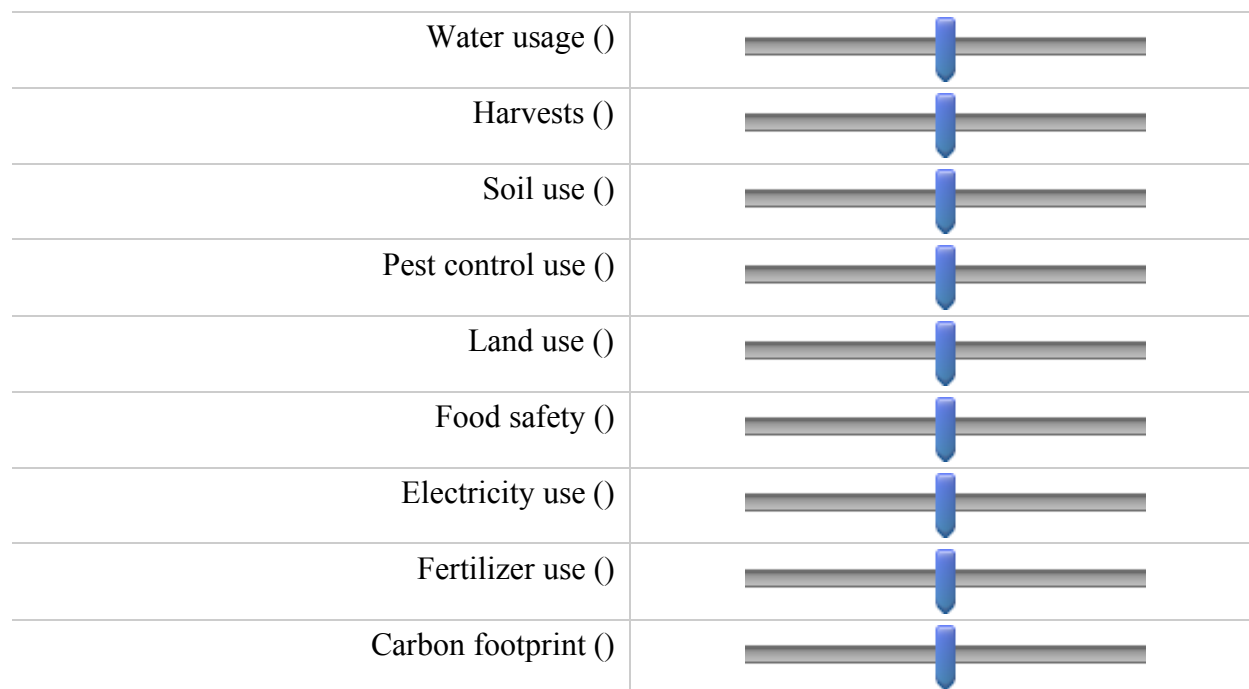 Water usage ()
Harvests ()
Soil use ()
Pest control use ()
Land use ()
Food safety ()
Electricity use ()
Fertilizer use ()
Carbon footprint ()